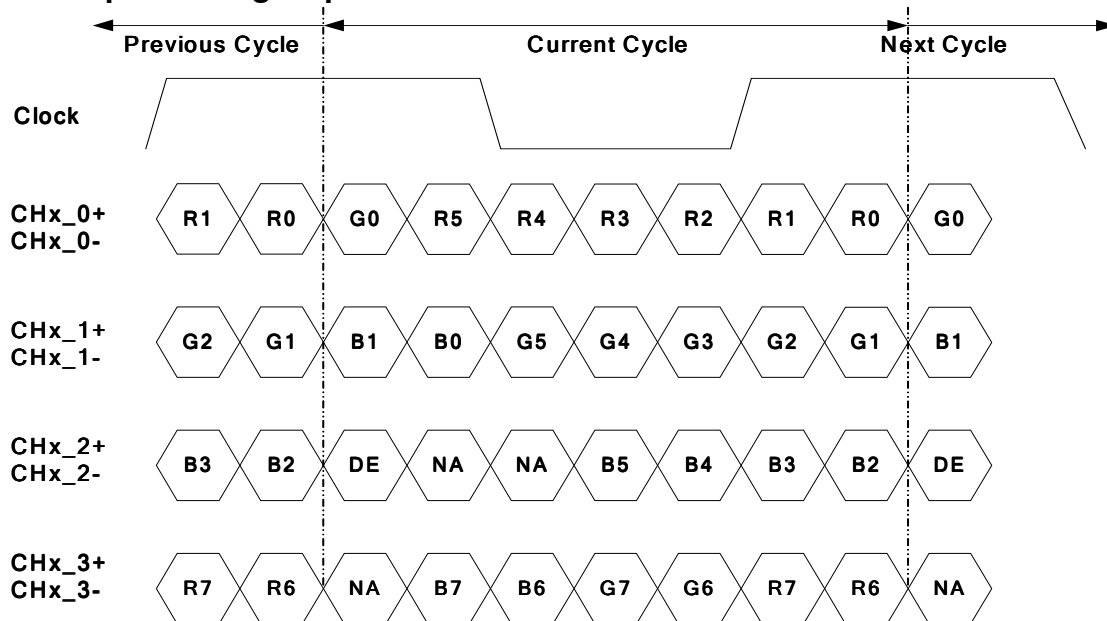 Previous Cycle Current Cycle Next Cycle
Clock
CHx_0+
CHx_0-
R1 R0 G0 R5 R4 R3 R2 R1 R0 G0
CHx_1+
CHx_1-
G2 G1 B1 B0 G5 G4 G3 G2 G1 B1
CHx_2+
CHx_2-
B3 B2 DE NA NA B5 B4 B3 B2 DE
CHx_3+
CHx_3-
R7 R6 NA B7 B6 G7 G6 R7 R6 NA